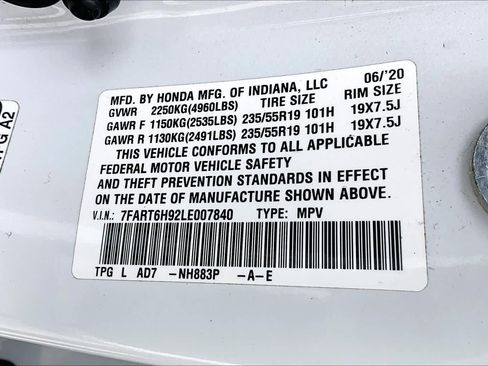 MFD. BY HONDA MFG. OF INDIANA, LLC 06/'20
GVWR 2250KG(4960LBS) TIRE SIZE RIM SIZE
GAWR F 1150KG(2535LBS) 235/55R19 101H 19X7.5J
GAWR R 1130KG(2491LBS) 235/55R19 101H 19X7.5J
THIS VEHICLE CONFORMS TO ALL APPLICABLE
FEDERAL MOTOR VEHICLE SAFETY
AND THEFT PREVENTION STANDARDS IN EFFECT
ON THE DATE OF MANUFACTURE SHOWN ABOVE.
V.I.N.: 7FART6H92LE007840 TYPE: MPV
TPG L AD7 -NH883P -A-E